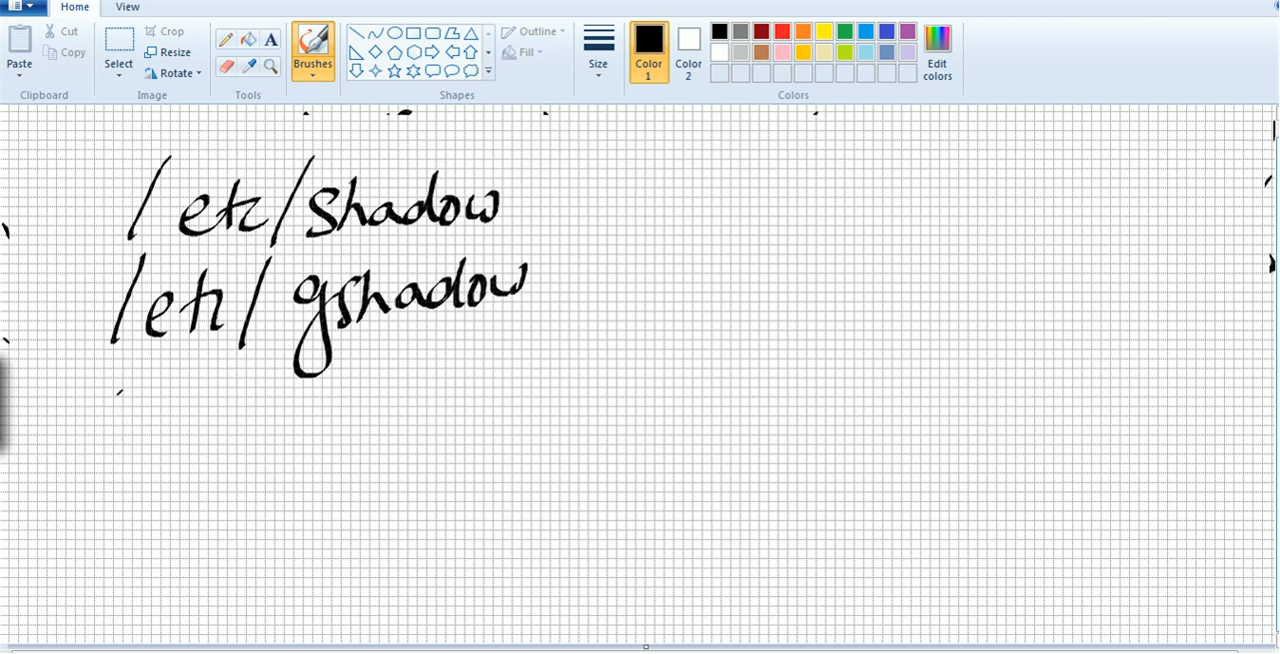 Home View
Paste
Cut
Copy
Clipboard
Select
Crop
Resize
Rotate
Image
A
Tools
Brushes
Shapes
Outline
Fill
Size
Color 1
Color 2
Edit colors
Colors
/etc/shadow
/etc/gshadow